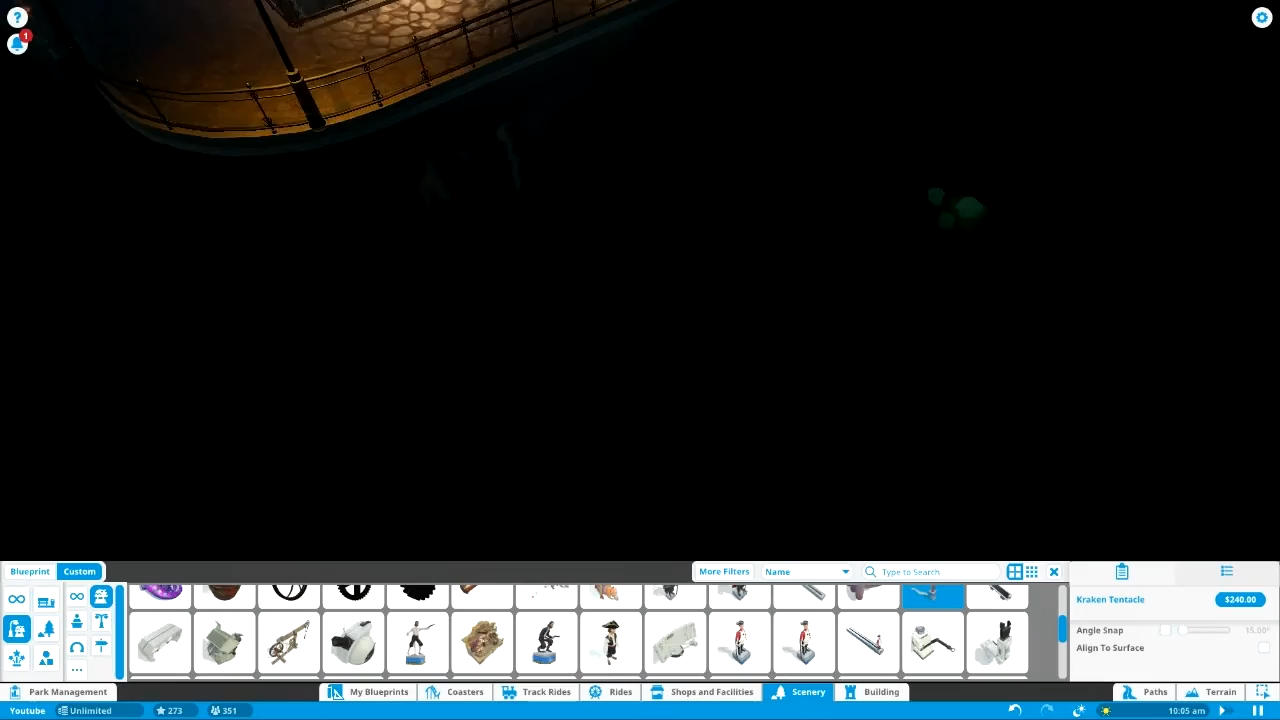 ?
1
Blueprint
Custom
More Filters
Name
Type to Search
Kraken Tentacle
$240.00
Angle Snap
15.00°
Align To Surface
Park Management
My Blueprints
Coasters
Track Rides
Rides
Shops and Facilities
Scenery
Building
Paths
Terrain
Youtube
Unlimited
273
351
10:05 am